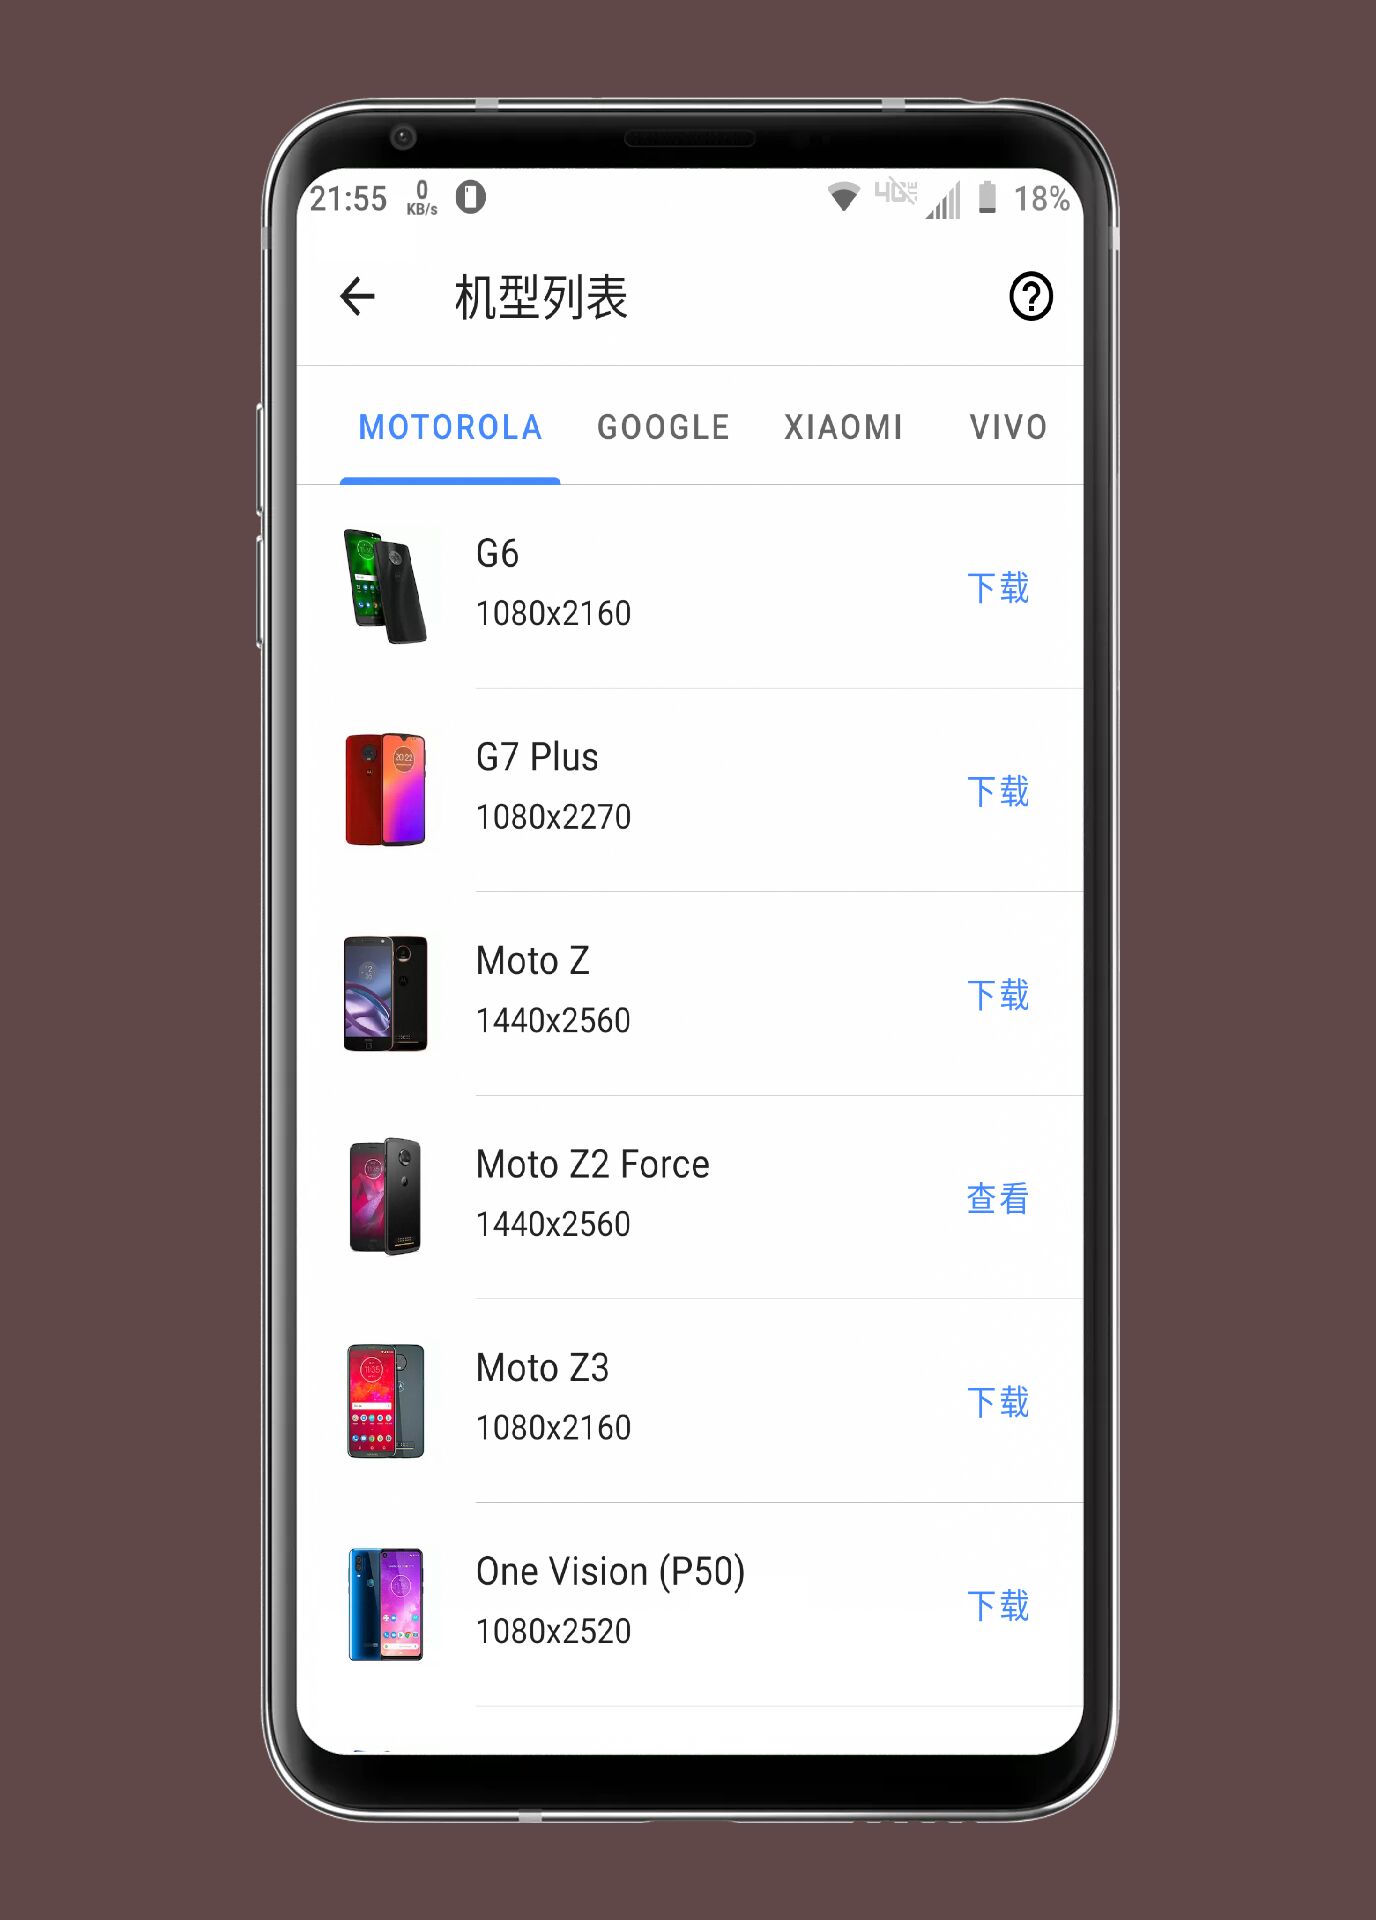 21:55 0 KB/s 4G LTE 18%
机型列表
MOTOROLA GOOGLE XIAOMI VIVO
G6
1080x2160
下载
G7 Plus
1080x2270
下载
Moto Z
1440x2560
下载
Moto Z2 Force
1440x2560
查看
Moto Z3
1080x2160
下载
One Vision (P50)
1080x2520
下载